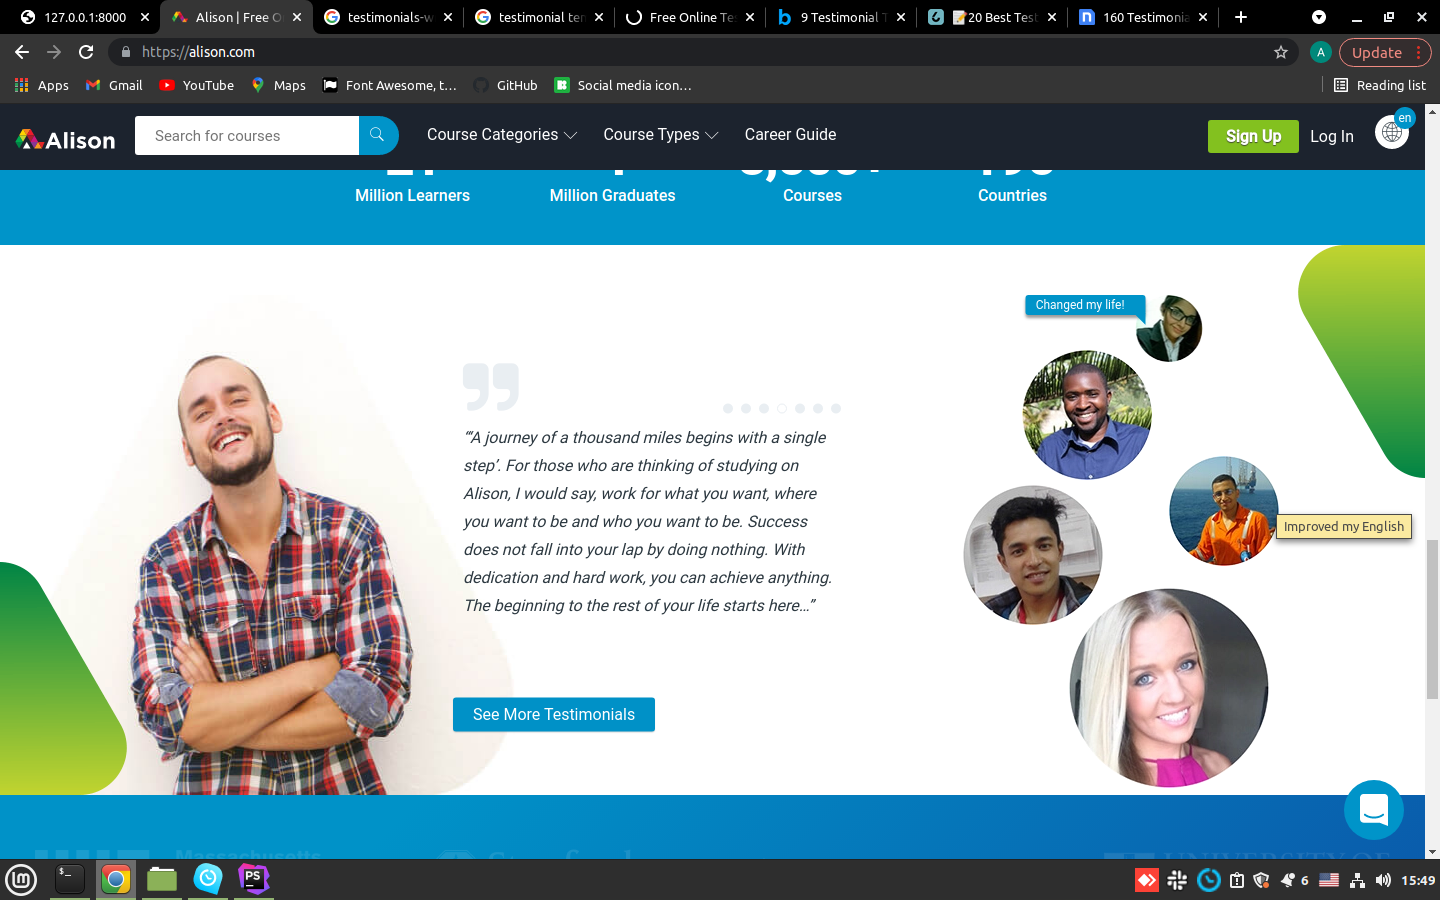 127.0.0.1:8000
Alison | Free O
testimonials-w
testimonial ten
Free Online Tes
9 Testimonial T
20 Best Test
160 Testimonia
https://alison.com
A
Update
Apps
Gmail
YouTube
Maps
Font Awesome, t…
GitHub
Social media icon…
Reading list
Alison
Search for courses
Course Categories
Course Types
Career Guide
Sign Up
Log In
en
Million Learners
Million Graduates
Courses
Countries
Changed my life!
“‘A journey of a thousand miles begins with a single
step’. For those who are thinking of studying on
Alison, I would say, work for what you want, where
you want to be and who you want to be. Success
does not fall into your lap by doing nothing. With
dedication and hard work, you can achieve anything.
The beginning to the rest of your life starts here…”
Improved my English
See More Testimonials
Massachusetts
UNIVERSITY OF
PS
6
15:49